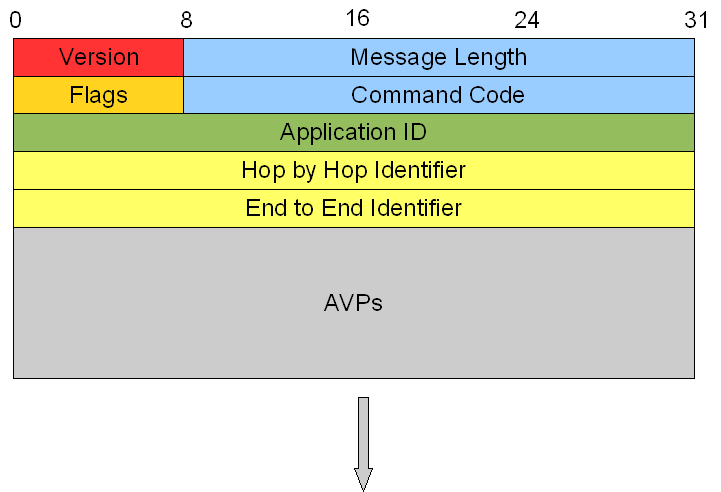 0 8 16 24 31
Version Message Length
Flags Command Code
Application ID
Hop by Hop Identifier
End to End Identifier
AVPs